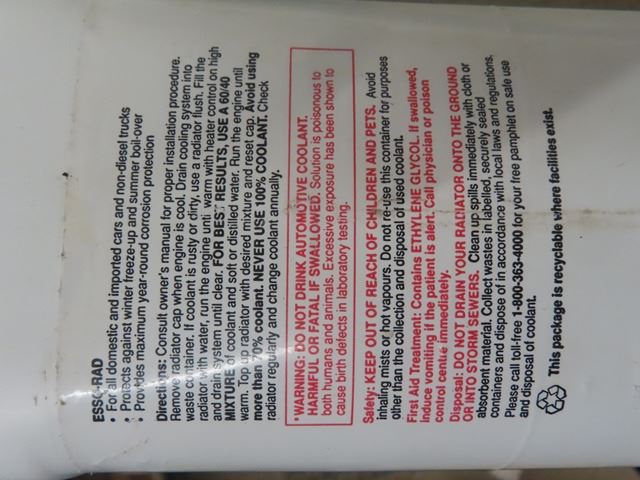 ESSO-RAD
• For all domestic and imported cars and non-diesel trucks
• Protects against winter freeze-up and summer boil-over
• Provides maximum year-round corrosion protection
Directions: Consult owner's manual for proper installation procedure.
Remove radiator cap when engine is cool. Drain cooling system into
waste container. If coolant is rusty or dirty, use a radiator flush. Fill the
radiator with water, run the engine until warm with heater control on high
and drain system until clear. FOR BEST RESULTS, USE A 60/40
MIXTURE of coolant and soft or distilled water. Run the engine until
warm. Top up radiator with desired mixture and reset cap. Avoid using
more than 70% coolant. NEVER USE 100% COOLANT. Check
radiator regularly and change coolant annually.
*WARNING: DO NOT DRINK AUTOMOTIVE COOLANT.
HARMFUL OR FATAL IF SWALLOWED. Solution is poisonous to
both humans and animals. Excessive exposure has been shown to
cause birth defects in laboratory testing.
Safety: KEEP OUT OF REACH OF CHILDREN AND PETS. Avoid
inhaling mists or hot vapours. Do not re-use this container for purposes
other than the collection and disposal of used coolant.
First Aid Treatment: Contains ETHYLENE GLYCOL. If swallowed,
induce vomiting if the patient is alert. Call physician or poison
control centre immediately.
Disposal: DO NOT DRAIN YOUR RADIATOR ONTO THE GROUND
OR INTO STORM SEWERS. Clean up spills immediately with cloth or
absorbent material. Collect wastes in labelled, securely sealed
containers and dispose of in accordance with local laws and regulations.
Please call toll-free 1-800-363-4000 for your free pamphlet on safe use
and disposal of coolant.
This package is recyclable where facilities exist.